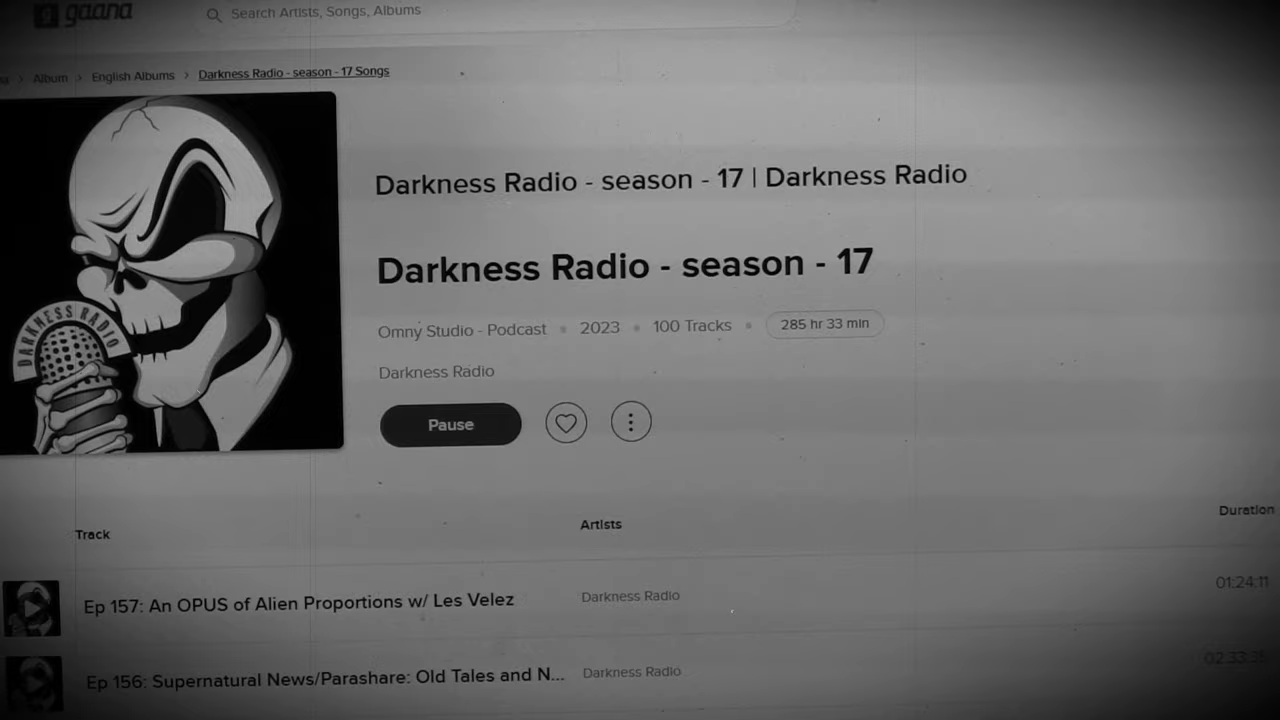 gaana
Search Artists, Songs, Albums
Album > English Albums > Darkness Radio - season - 17 Songs
DARKNESS RADIO
Darkness Radio - season - 17 | Darkness Radio
Darkness Radio - season - 17
Omny Studio - Podcast • 2023 • 100 Tracks • 285 hr 33 min
Darkness Radio
Pause
Track Artists Duration
Ep 157: An OPUS of Alien Proportions w/ Les Velez Darkness Radio 01:24:11
Ep 156: Supernatural News/Parashare: Old Tales and N... Darkness Radio 02:33:35